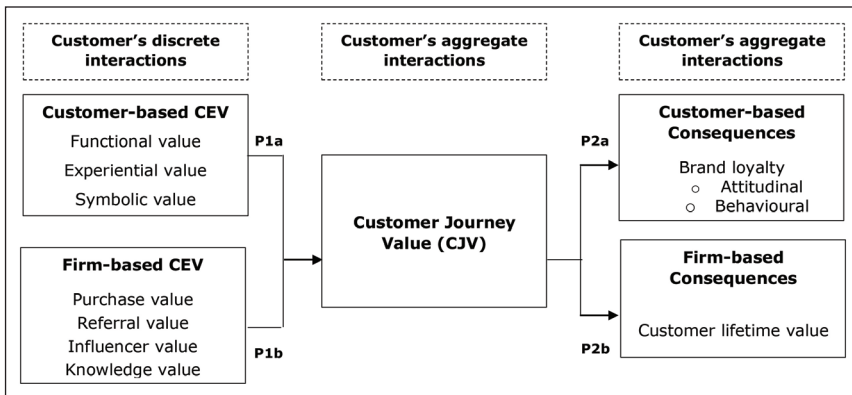 Customer's discrete
interactions
Customer's aggregate
interactions
Customer's aggregate
interactions
Customer-based CEV
Functional value
Experiential value
Symbolic value
P1a
Firm-based CEV
Purchase value
Referral value
Influencer value
Knowledge value
P1b
Customer Journey
Value (CJV)
P2a
Customer-based
Consequences
Brand loyalty
○ Attitudinal
○ Behavioural
Firm-based
Consequences
Customer lifetime value
P2b